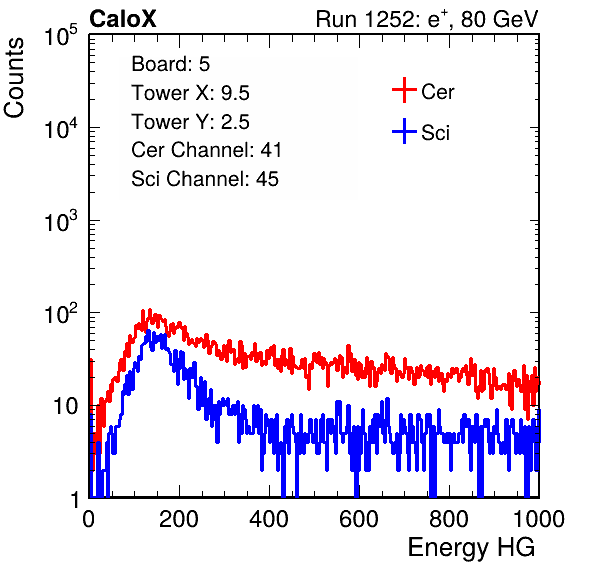 CaloX Run 1252: e⁺, 80 GeV
Counts
Board: 5
Tower X: 9.5
Tower Y: 2.5
Cer Channel: 41
Sci Channel: 45
Cer
Sci
10⁵
10⁴
10³
10²
10
1
0 200 400 600 800 1000
Energy HG